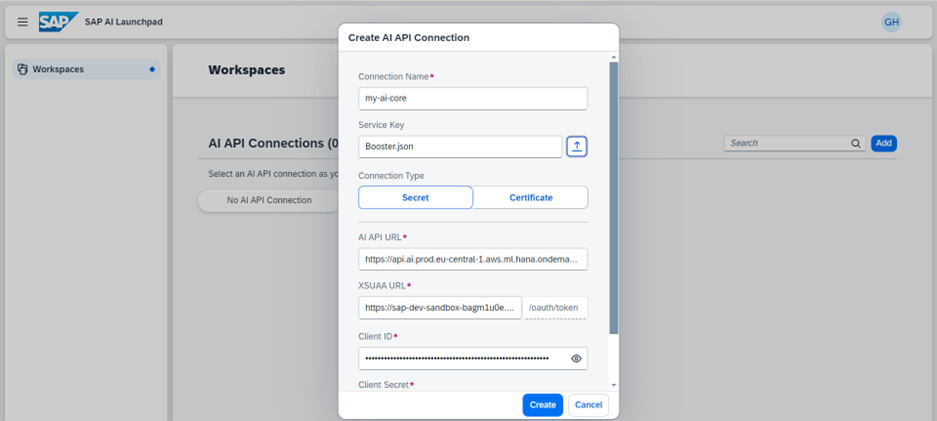 SAP SAP AI Launchpad GH
Create AI API Connection
Workspaces
Workspaces
Connection Name*
my-ai-core
Service Key
Booster.json
AI API Connections (0
Search
Add
Select an AI API connection as yo
No AI API Connection
Connection Type
Secret Certificate
AI API URL*
https://api.ai.prod.eu-central-1.aws.ml.hana.ondema...
XSUAA URL*
https://sap-dev-sandbox-bagm1u0e.... /oauth/token
Client ID*
Client Secret*
Create Cancel